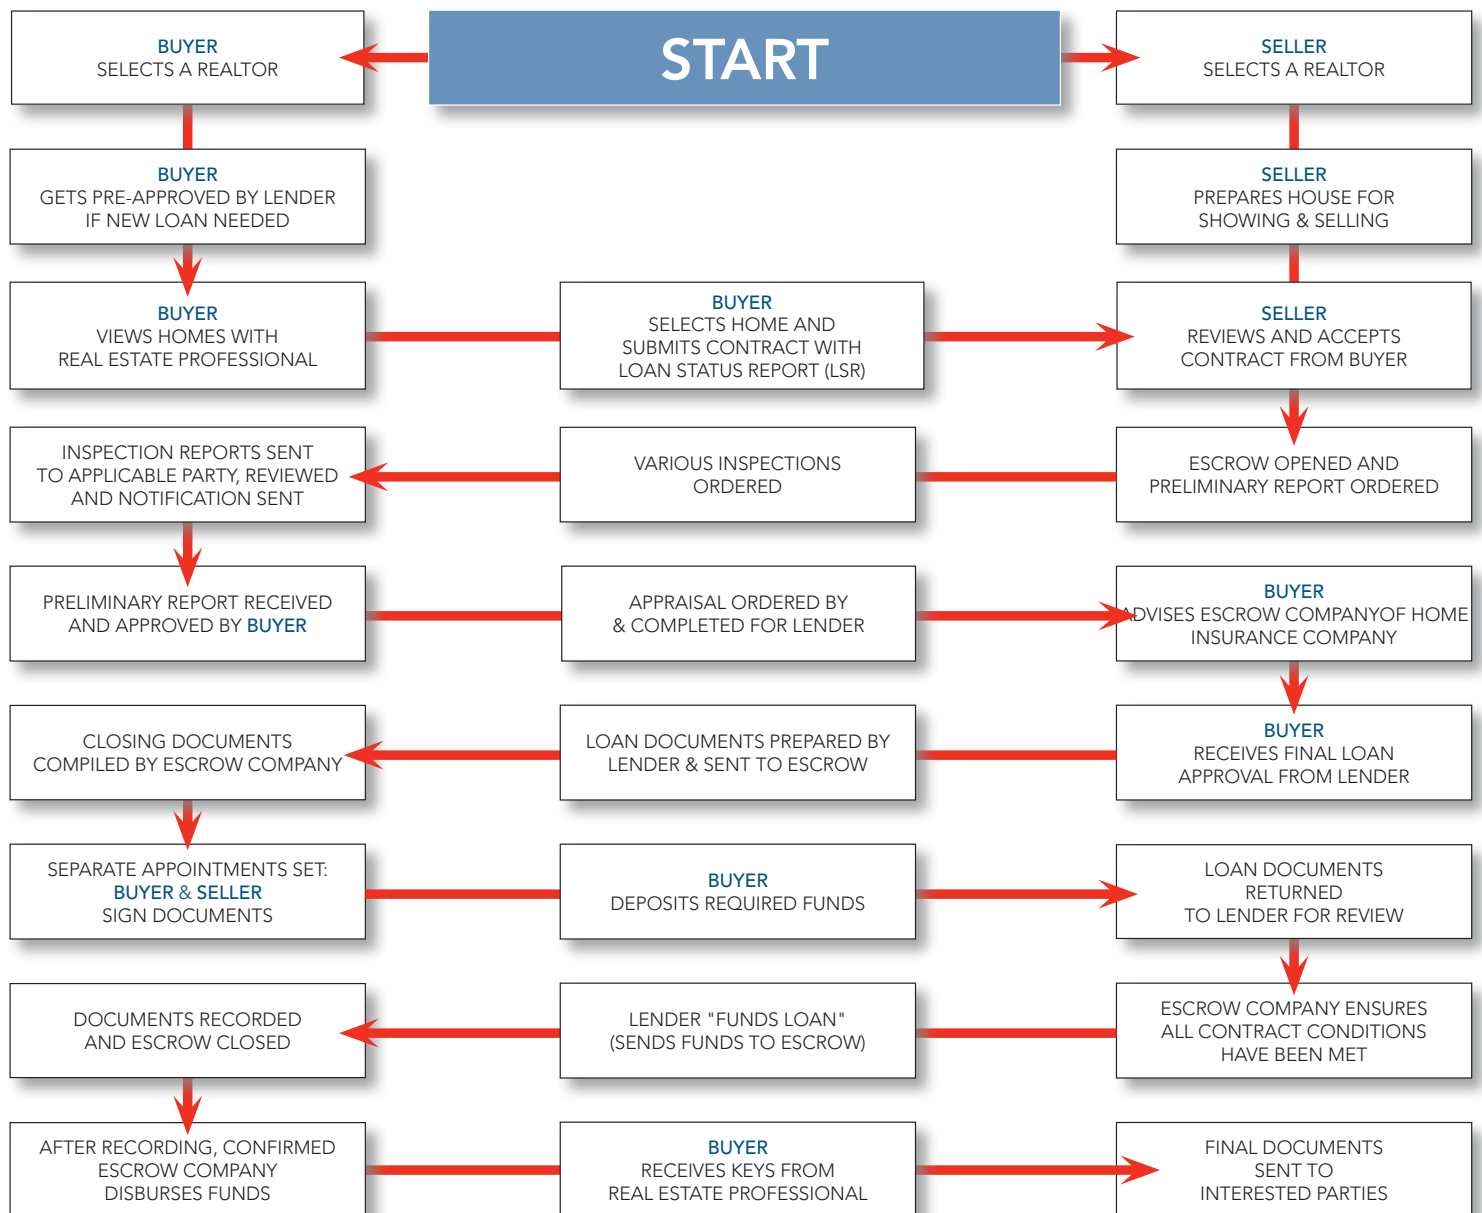 START
BUYER
SELECTS A REALTOR
SELLER
SELECTS A REALTOR
BUYER
GETS PRE-APPROVED BY LENDER
IF NEW LOAN NEEDED
SELLER
PREPARES HOUSE FOR
SHOWING & SELLING
BUYER
VIEWS HOMES WITH
REAL ESTATE PROFESSIONAL
BUYER
SELECTS HOME AND
SUBMITS CONTRACT WITH
LOAN STATUS REPORT (LSR)
SELLER
REVIEWS AND ACCEPTS
CONTRACT FROM BUYER
ESCROW OPENED AND
PRELIMINARY REPORT ORDERED
VARIOUS INSPECTIONS
ORDERED
INSPECTION REPORTS SENT
TO APPLICABLE PARTY, REVIEWED
AND NOTIFICATION SENT
PRELIMINARY REPORT RECEIVED
AND APPROVED BY BUYER
APPRAISAL ORDERED BY
& COMPLETED FOR LENDER
BUYER
ADVISES ESCROW COMPANYOF HOME
INSURANCE COMPANY
BUYER
RECEIVES FINAL LOAN
APPROVAL FROM LENDER
LOAN DOCUMENTS PREPARED BY
LENDER & SENT TO ESCROW
CLOSING DOCUMENTS
COMPILED BY ESCROW COMPANY
SEPARATE APPOINTMENTS SET:
BUYER & SELLER
SIGN DOCUMENTS
BUYER
DEPOSITS REQUIRED FUNDS
LOAN DOCUMENTS
RETURNED
TO LENDER FOR REVIEW
ESCROW COMPANY ENSURES
ALL CONTRACT CONDITIONS
HAVE BEEN MET
LENDER "FUNDS LOAN"
(SENDS FUNDS TO ESCROW)
DOCUMENTS RECORDED
AND ESCROW CLOSED
AFTER RECORDING, CONFIRMED
ESCROW COMPANY
DISBURSES FUNDS
BUYER
RECEIVES KEYS FROM
REAL ESTATE PROFESSIONAL
FINAL DOCUMENTS
SENT TO
INTERESTED PARTIES